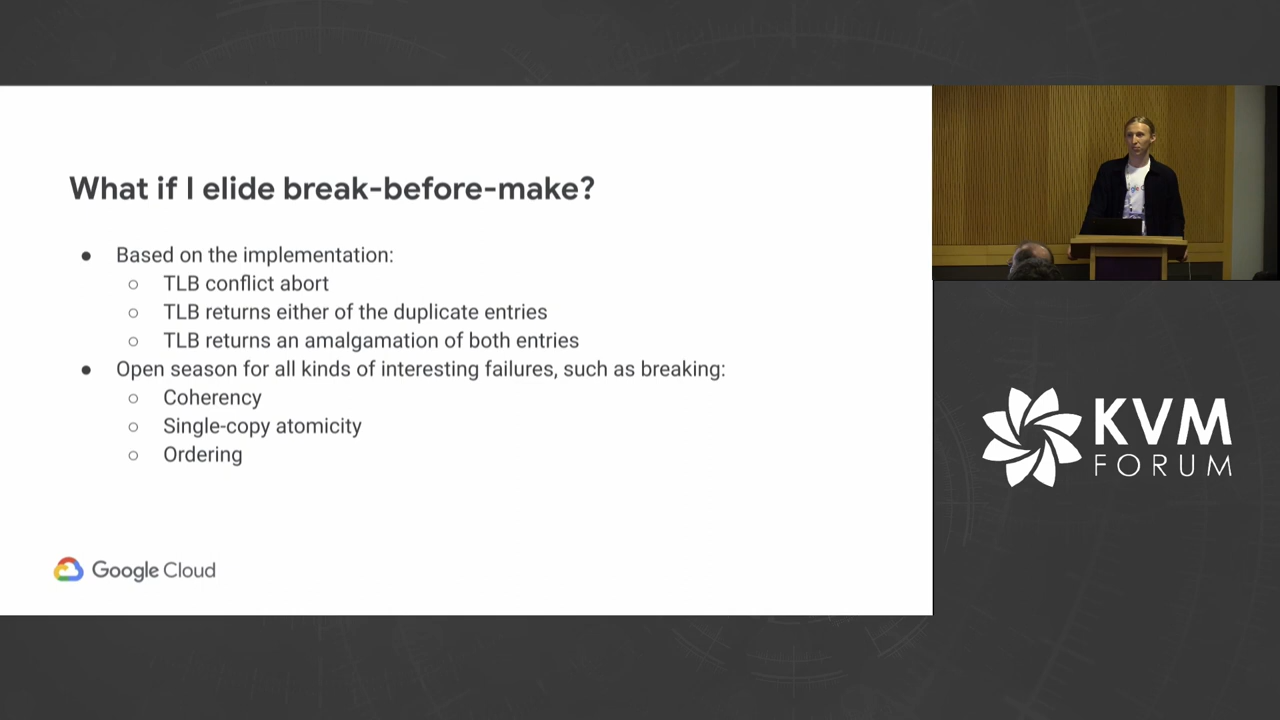 What if I elide break-before-make?
● Based on the implementation:
○ TLB conflict abort
○ TLB returns either of the duplicate entries
○ TLB returns an amalgamation of both entries
● Open season for all kinds of interesting failures, such as breaking:
○ Coherency
○ Single-copy atomicity
○ Ordering
Google Cloud
KVM
FORUM